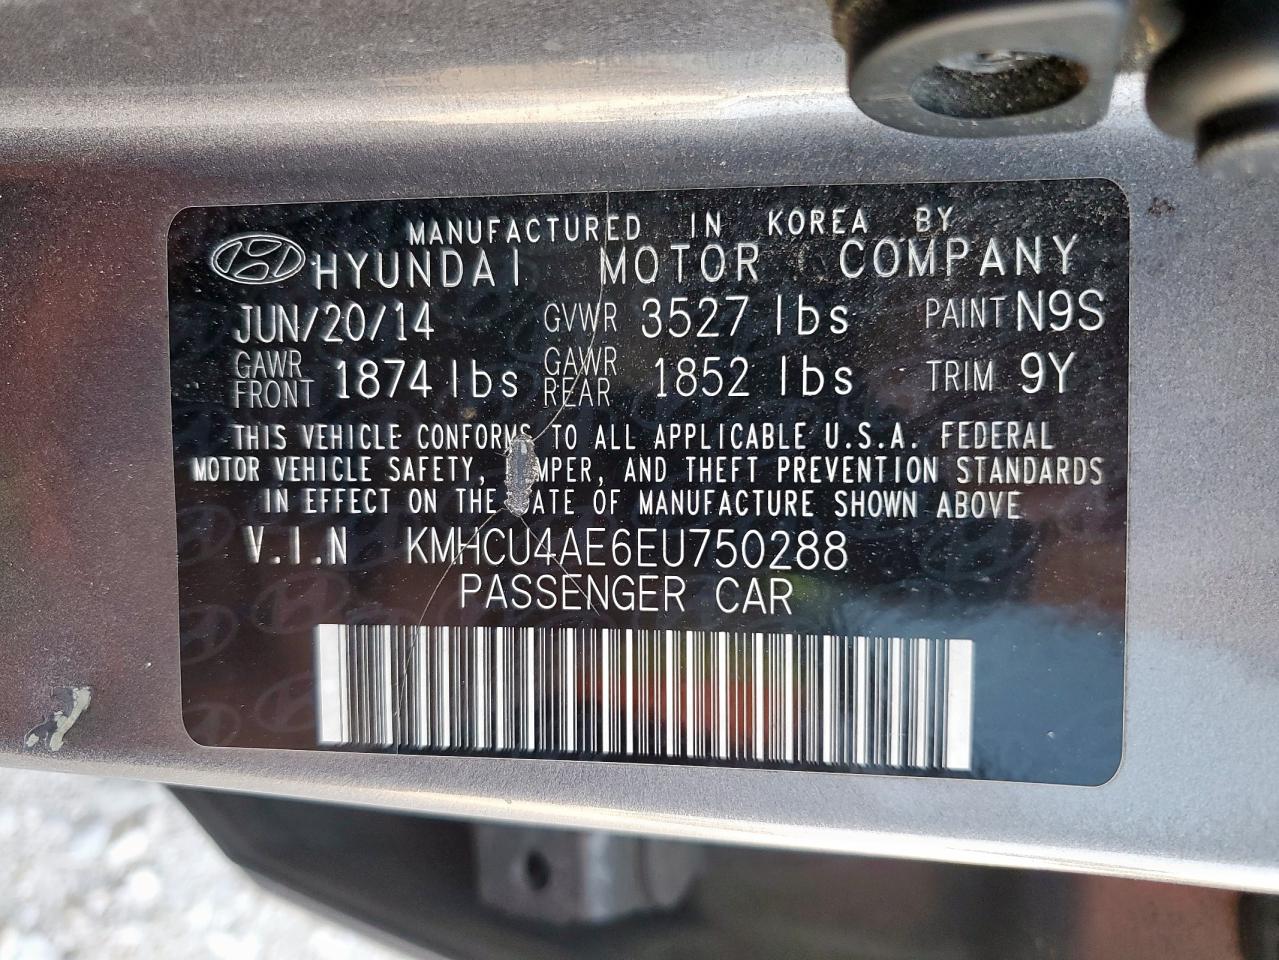 MANUFACTURED IN KOREA BY
HYUNDAI MOTOR COMPANY
JUN/20/14 GVWR 3527 lbs PAINT N9S
GAWR FRONT 1874 lbs GAWR REAR 1852 lbs TRIM 9Y
THIS VEHICLE CONFORMS TO ALL APPLICABLE U.S.A. FEDERAL
MOTOR VEHICLE SAFETY, AND THEFT PREVENTION STANDARDS
IN EFFECT ON THE OF MANUFACTURE SHOWN ABOVE
V.I.N KMHCU4AE6EU750288
PASSENGER CAR